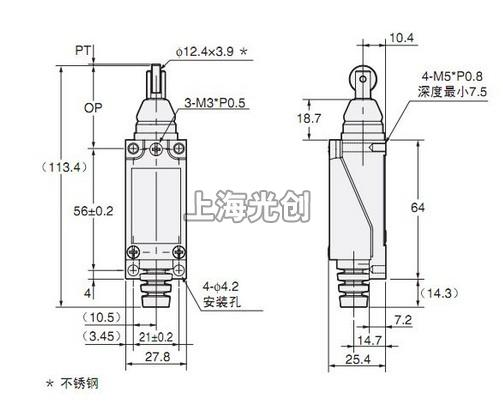 PT
φ12.4×3.9 *
10.4
OP
3-M3*P0.5
4-M5*P0.8
深度最小7.5
18.7
(113.4)
56±0.2
上海光创
64
4
4-φ4.2
安装孔
(14.3)
(10.5)
7.2
(3.45)
21±0.2
14.7
27.8
25.4
* 不锈钢